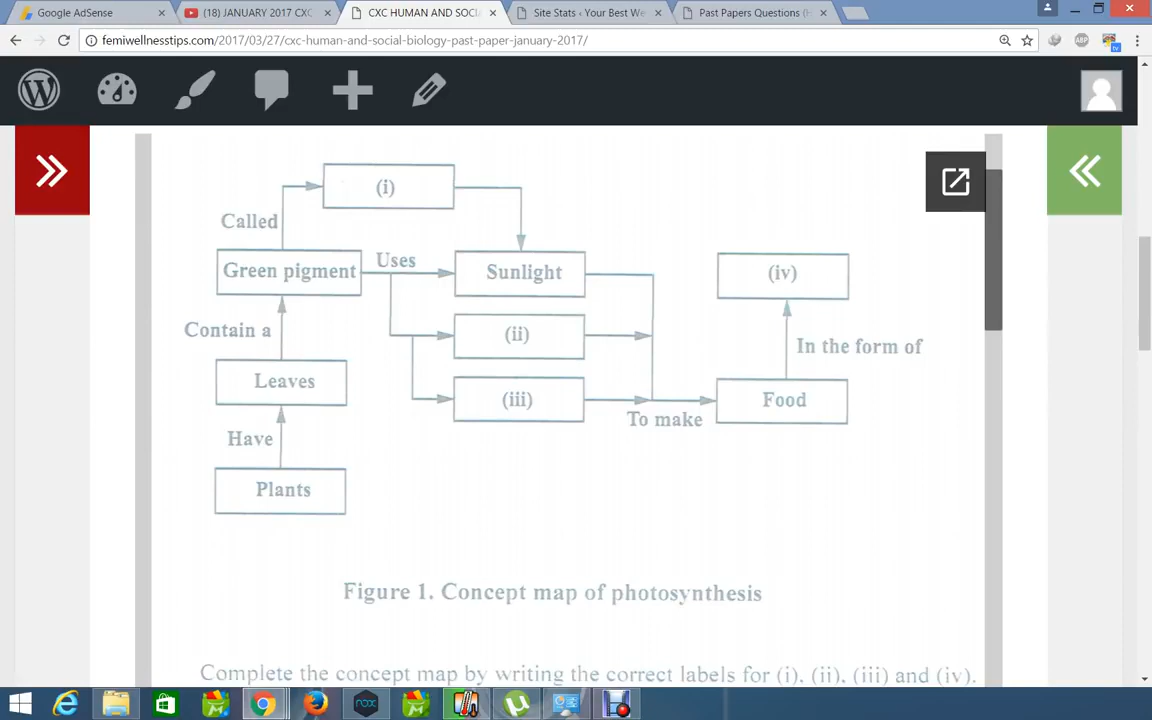 Google AdSense
(18) JANUARY 2017 CXC
CXC HUMAN AND SOCI
Site Stats ‹ Your Best We
Past Papers Questions (H
femiwellnesstips.com/2017/03/27/cxc-human-and-social-biology-past-paper-january-2017/
(i)
Called
Green pigment
Uses
Sunlight
(iv)
Contain a
(ii)
In the form of
Leaves
(iii)
Food
To make
Have
Plants
Figure 1. Concept map of photosynthesis
Complete the concept map by writing the correct labels for (i), (ii), (iii) and (iv).